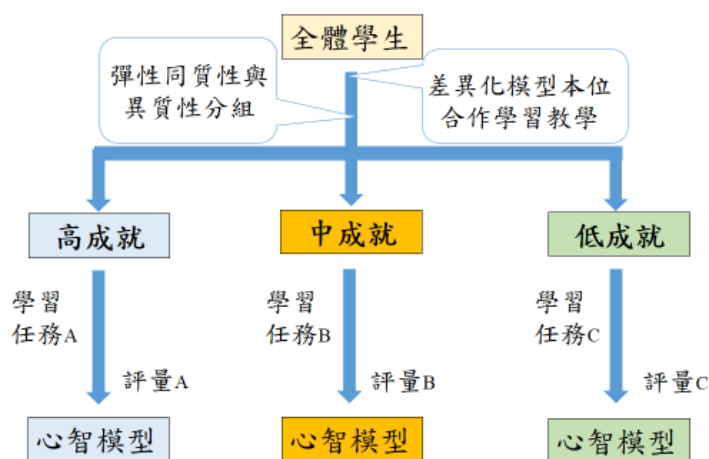 全體學生
彈性同質性與
異質性分組
差異化模型本位
合作學習教學
高成就
中成就
低成就
學習
任務A
學習
任務B
學習
任務C
評量A
評量B
評量C
心智模型
心智模型
心智模型